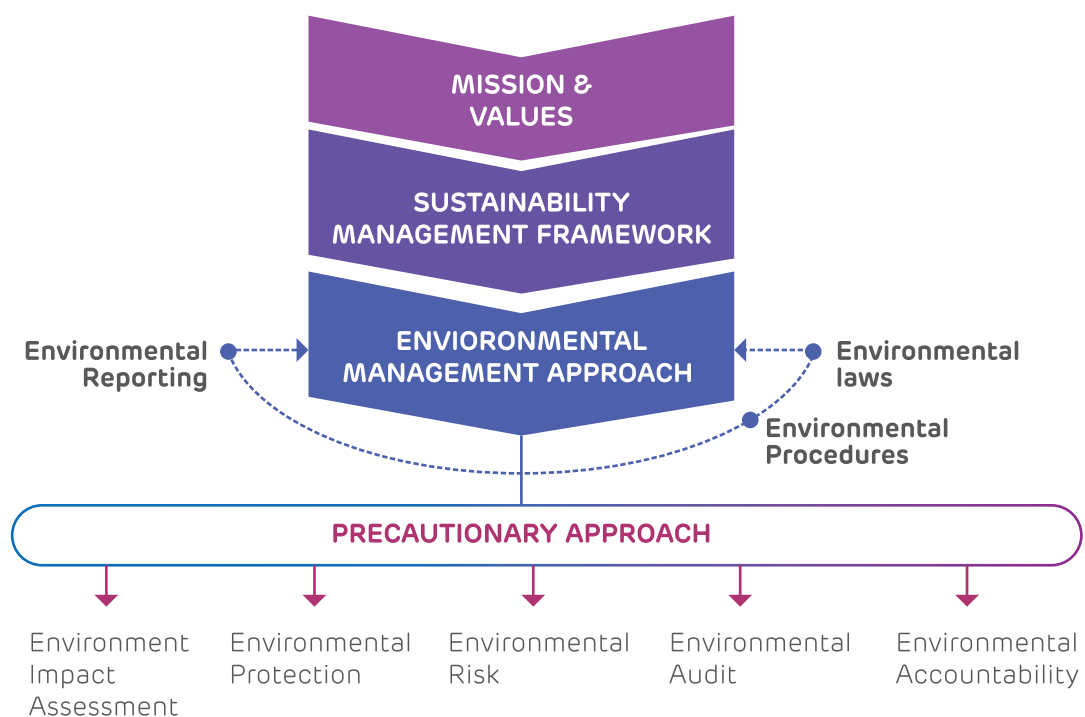 MISSION &
VALUES
SUSTAINABILITY
MANAGEMENT FRAMEWORK
ENVIORONMENTAL
MANAGEMENT APPROACH
Environmental
Reporting
Environmental
laws
Environmental
Procedures
PRECAUTIONARY APPROACH
Environment
Impact
Assessment
Environmental
Protection
Environmental
Risk
Environmental
Audit
Environmental
Accountability